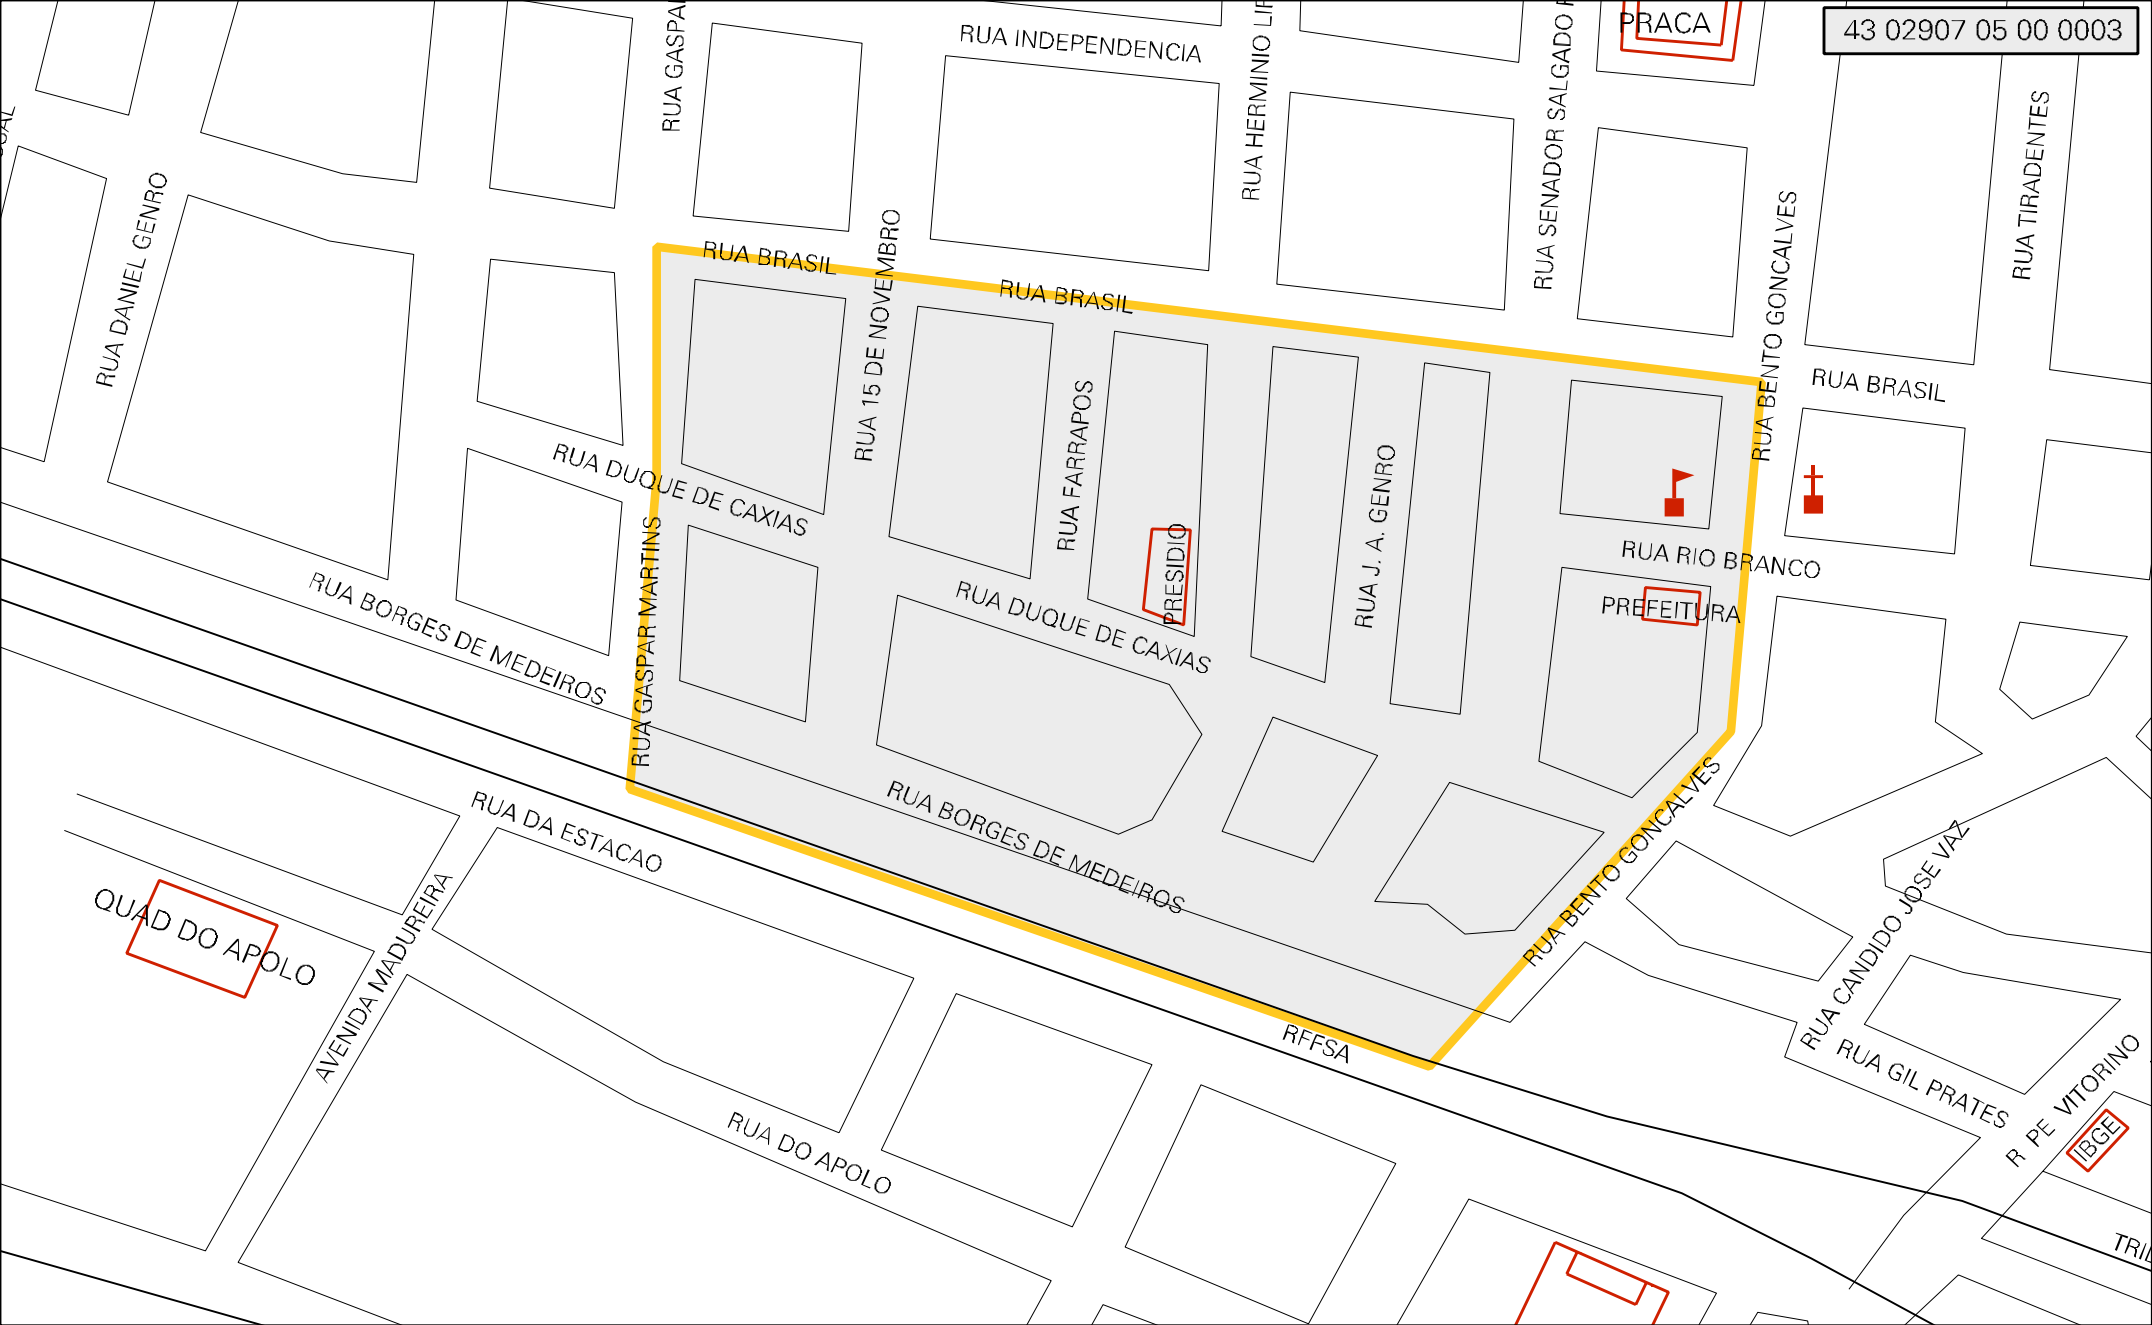 PRACA
43 02907 05 00 0003
RUA INDEPENDENCIA
RUA TIRADENTES
RUA DANIEL GENRO
RUA BENTO GONCALVES
RUA BRASIL
RUA 15 DE NOVEMBRO
RUA BRASIL
RUA BRASIL
RUA FARRAPOS
RUA J. A. GENRO
RUA DUQUE DE CAXIAS
RUA GASPAR MARTINS
PRESIDIO
RUA RIO BRANCO
PREFEITURA
RUA DUQUE DE CAXIAS
RUA BORGES DE MEDEIROS
RUA BORGES DE MEDEIROS
RUA BENTO GONCALVES
RUA CANDIDO JOSE VAZ
RUA DA ESTACAO
QUAD DO APOLO
AVENIDA MADUREIRA
RFFSA
RUA GIL PRATES
R PE VITORINO
IBGE
RUA DO APOLO
RUA HERMINIO
RUA SENADOR SALGADO